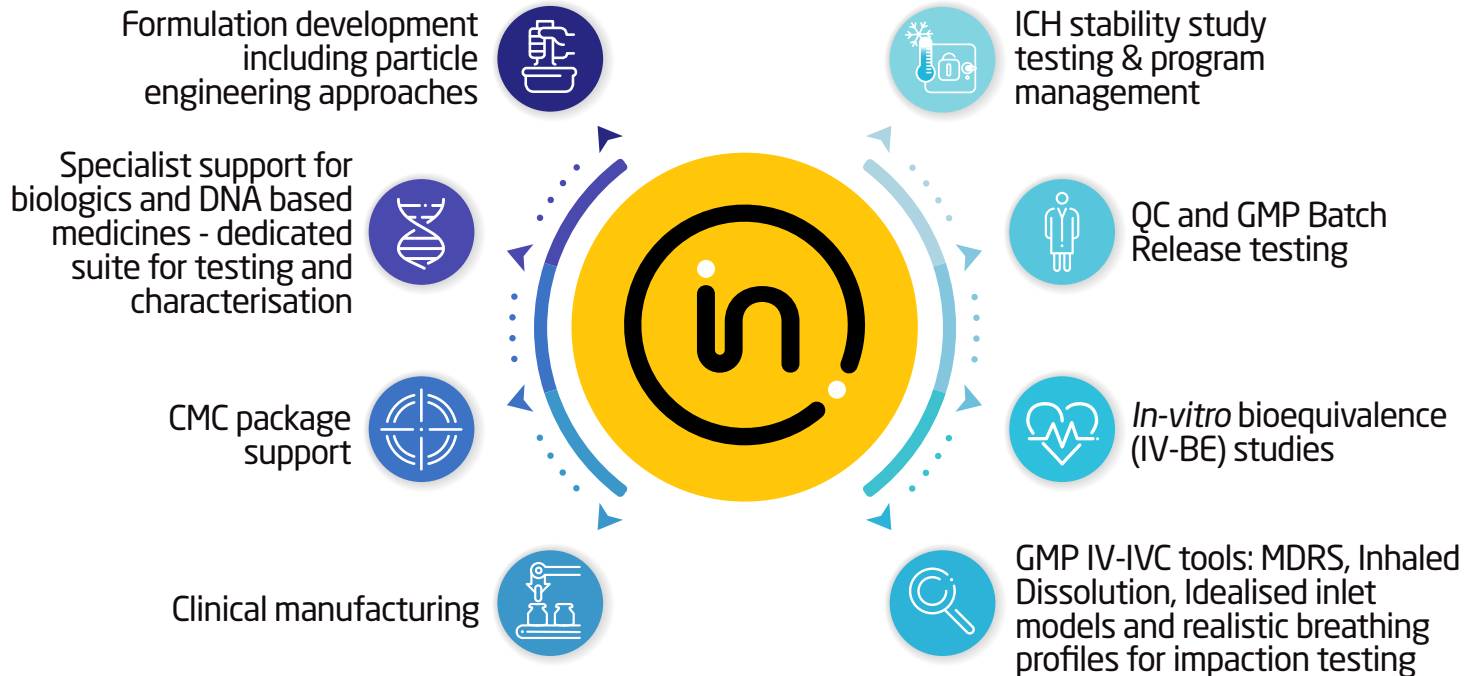 Formulation development
including particle
engineering approaches
Specialist support for
biologics and DNA based
medicines - dedicated
suite for testing and
characterisation
CMC package
support
Clinical manufacturing
in
ICH stability study
testing & program
management
QC and GMP Batch
Release testing
In-vitro bioequivalence
(IV-BE) studies
GMP IV-IVC tools: MDRS, Inhaled
Dissolution, Idealised inlet
models and realistic breathing
profiles for impaction testing